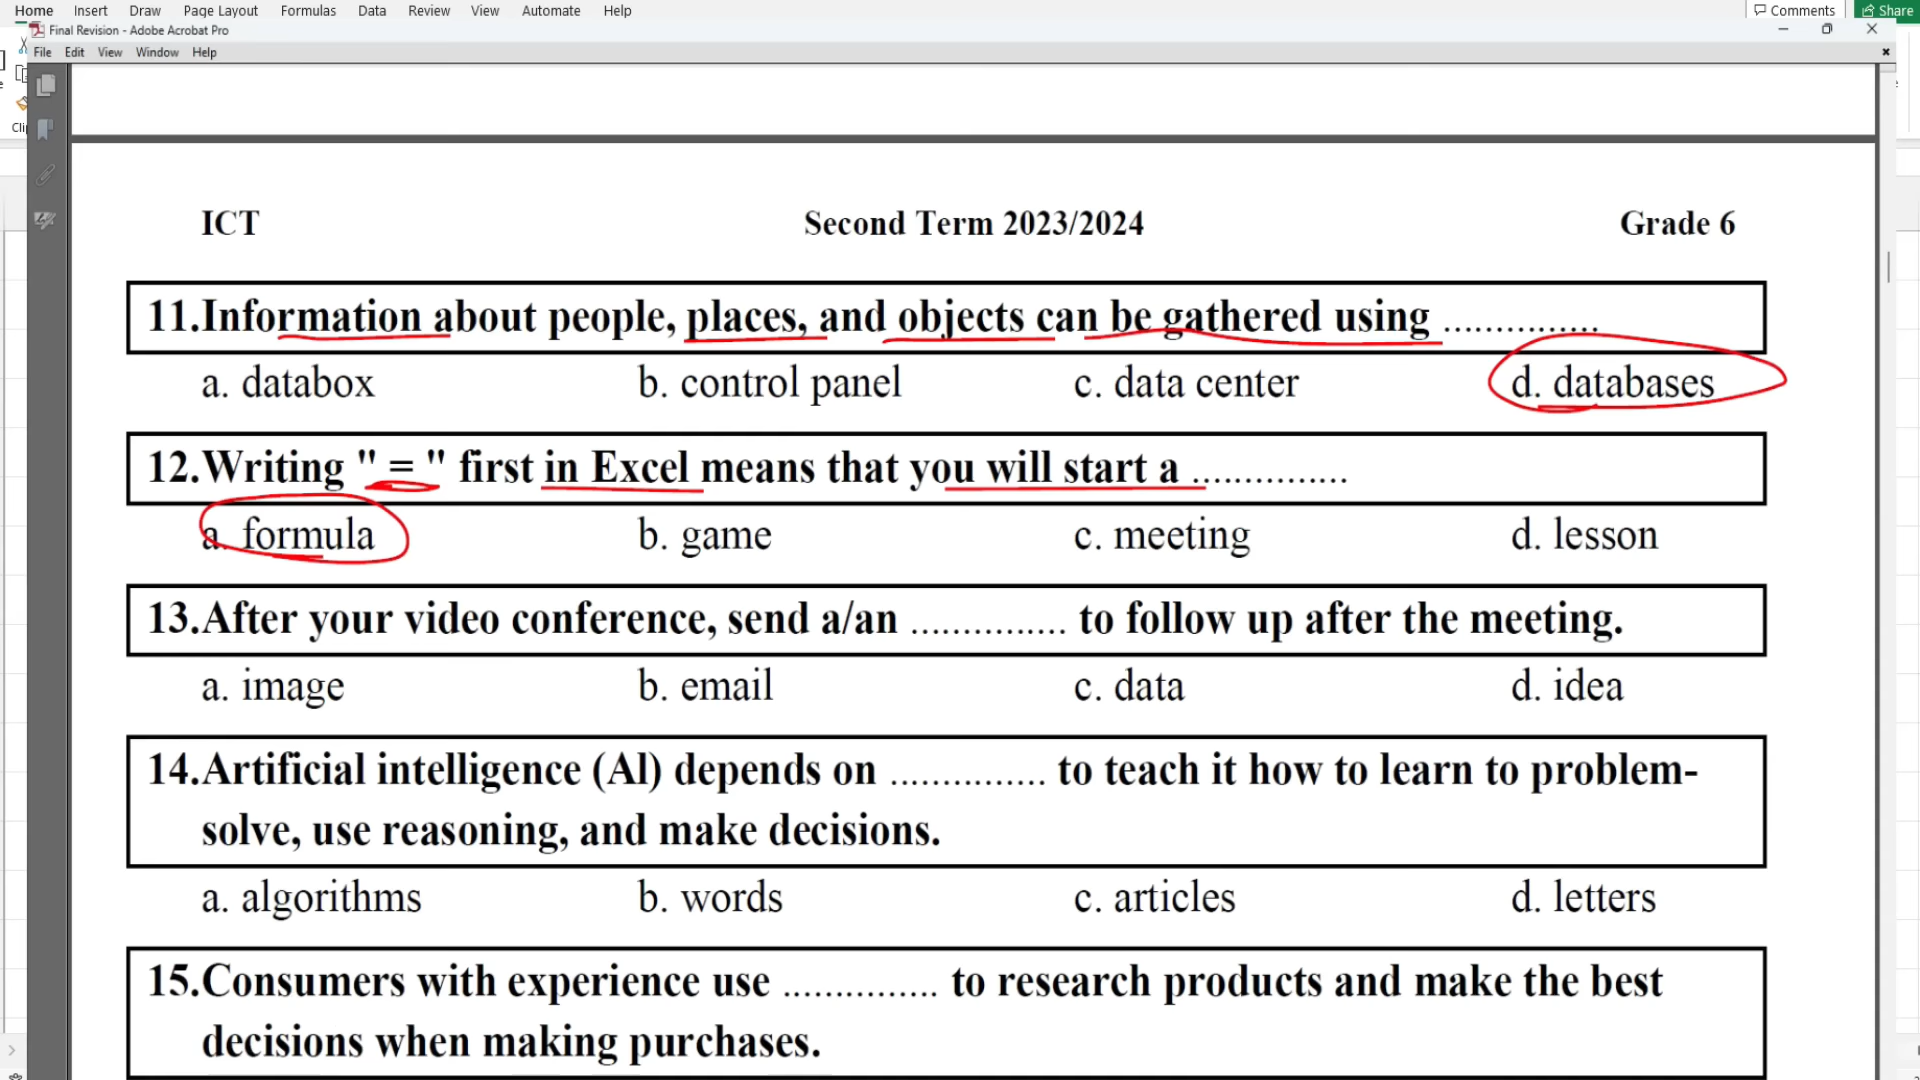 Home Insert Draw Page Layout Formulas Data Review View Automate Help Comments Share
Final Revision - Adobe Acrobat Pro
File Edit View Window Help
ICT Second Term 2023/2024 Grade 6
11.Information about people, places, and objects can be gathered using ...............
a. databox b. control panel c. data center d. databases
12.Writing " = " first in Excel means that you will start a ...............
a. formula b. game c. meeting d. lesson
13.After your video conference, send a/an ............... to follow up after the meeting.
a. image b. email c. data d. idea
14.Artificial intelligence (Al) depends on ............... to teach it how to learn to problem-
solve, use reasoning, and make decisions.
a. algorithms b. words c. articles d. letters
15.Consumers with experience use ............... to research products and make the best
decisions when making purchases.